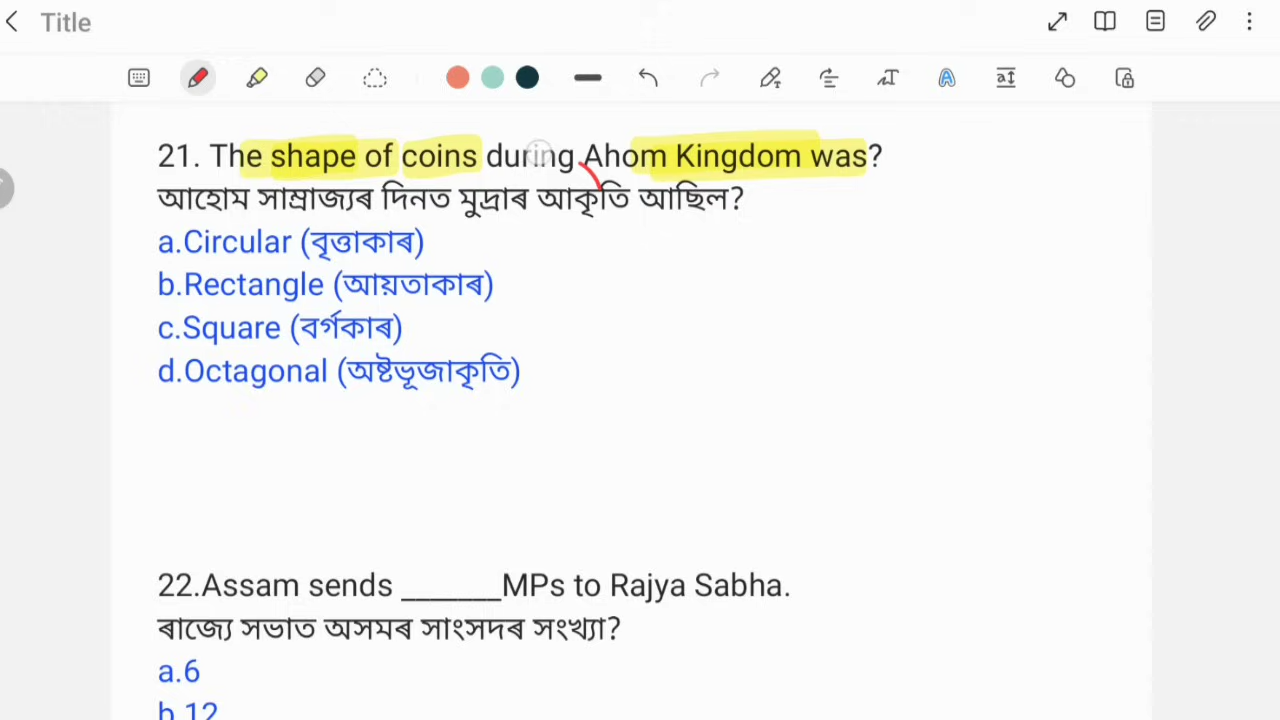 Title
21. The shape of coins during Ahom Kingdom was?
আহোম সাম্ৰাজ্যৰ দিনত মুদ্ৰাৰ আকৃতি আছিল?
a.Circular (বৃত্তাকাৰ)
b.Rectangle (আয়তাকাৰ)
c.Square (বৰ্গকাৰ)
d.Octagonal (অষ্টভূজাকৃতি)
22.Assam sends _______MPs to Rajya Sabha.
ৰাজ্যে সভাত অসমৰ সাংসদৰ সংখ্যা?
a.6
b.12